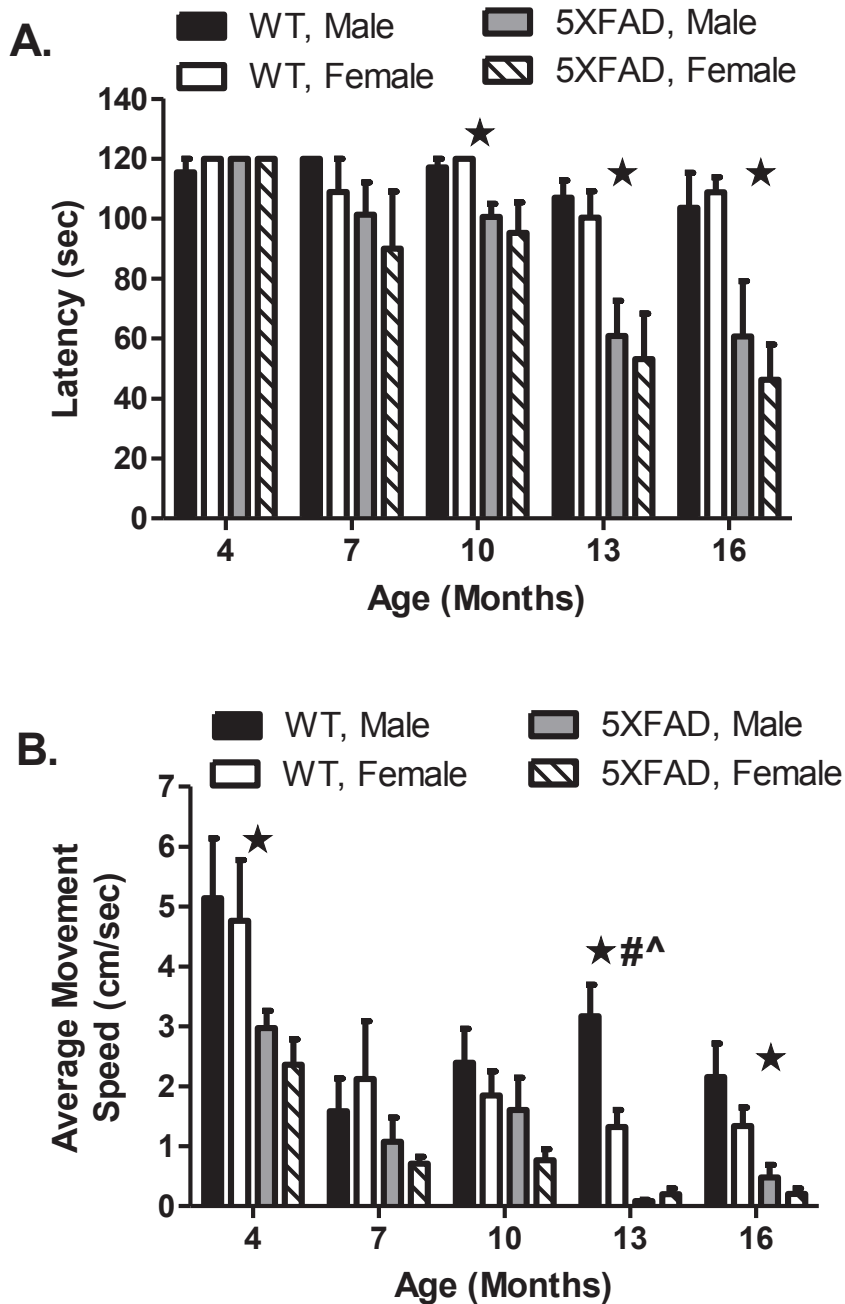 A.
WT, Male 5XFAD, Male
WT, Female 5XFAD, Female
140
120
100
80
60
40
20
0
Latency (sec)
★
★
★
4 7 10 13 16
Age (Months)
B.
WT, Male 5XFAD, Male
WT, Female 5XFAD, Female
7
6
5
4
3
2
1
0
Average Movement
Speed (cm/sec)
★
★#^
★
4 7 10 13 16
Age (Months)